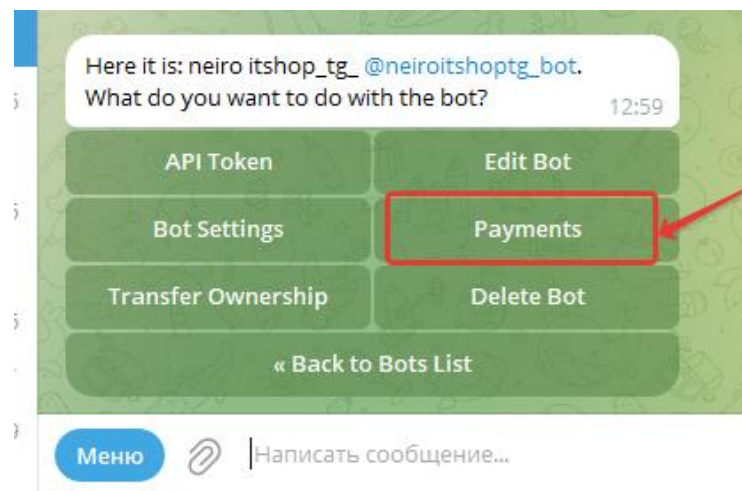 Here it is: neiro itshop_tg_ @neiroitshoptg_bot.
What do you want to do with the bot?
12:59
API Token
Edit Bot
Bot Settings
Payments
Transfer Ownership
Delete Bot
« Back to Bots List
Меню
Написать сообщение...